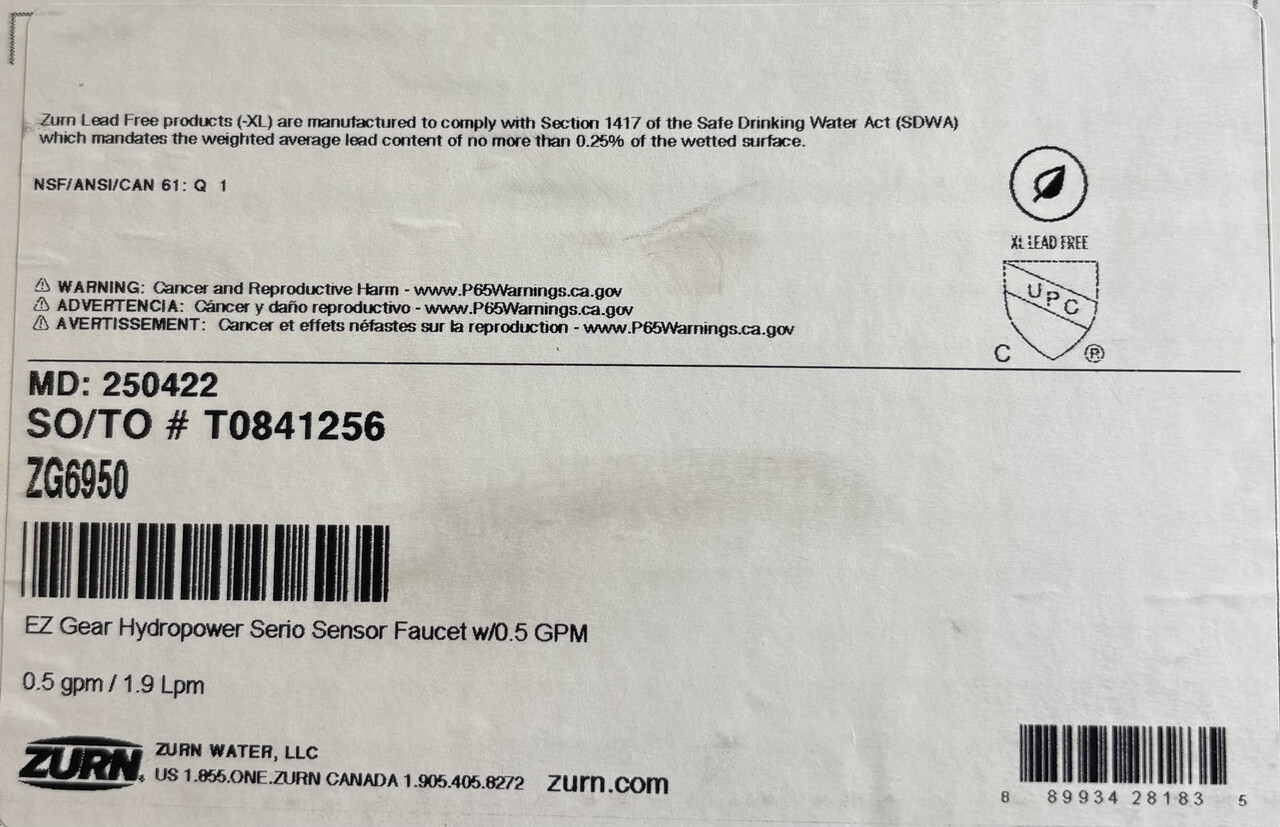 Zurn Lead Free products (-XL) are manufactured to comply with Section 1417 of the Safe Drinking Water Act (SDWA)
which mandates the weighted average lead content of no more than 0.25% of the wetted surface.
NSF/ANSI/CAN 61: Q 1
XL LEAD FREE
UPC
C ®
⚠ WARNING: Cancer and Reproductive Harm - www.P65Warnings.ca.gov
⚠ ADVERTENCIA: Cáncer y daño reproductivo - www.P65Warnings.ca.gov
⚠ AVERTISSEMENT: Cancer et effets néfastes sur la reproduction - www.P65Warnings.ca.gov
MD: 250422
SO/TO # T0841256
ZG6950
EZ Gear Hydropower Serio Sensor Faucet w/0.5 GPM
0.5 gpm / 1.9 Lpm
ZURN
ZURN WATER, LLC
US 1.855.ONE.ZURN CANADA 1.905.405.8272 zurn.com
8 89934 28183 5